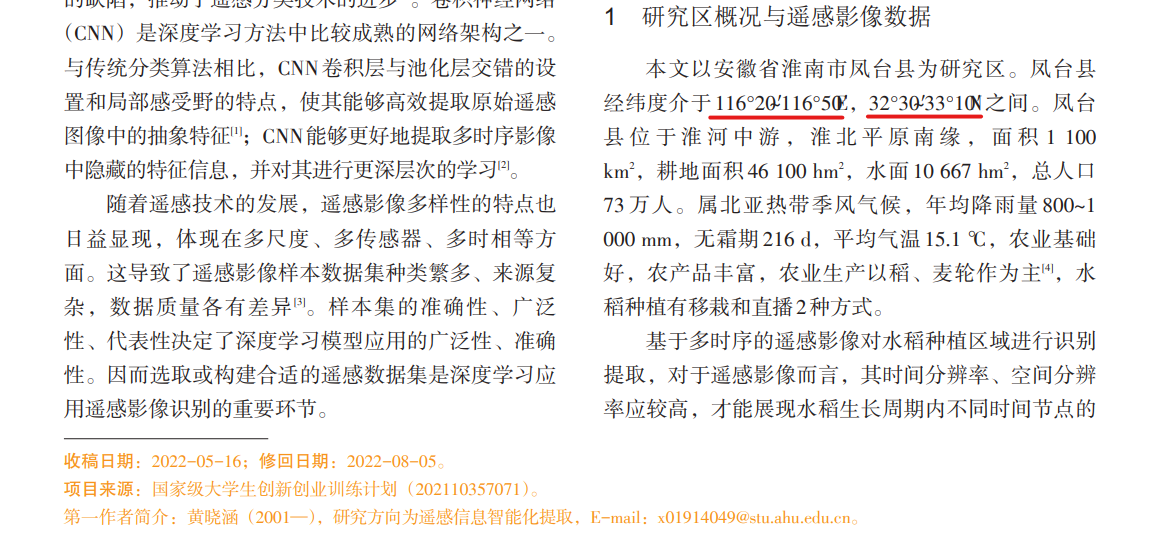 的缺陷，推动了遥感分类技术的进步。卷积神经网络
（CNN）是深度学习方法中比较成熟的网络架构之一。
与传统分类算法相比，CNN卷积层与池化层交错的设
置和局部感受野的特点，使其能够高效提取原始遥感
图像中的抽象特征[1]；CNN能够更好地提取多时序影像
中隐藏的特征信息，并对其进行更深层次的学习[2]。
随着遥感技术的发展，遥感影像多样性的特点也
日益显现，体现在多尺度、多传感器、多时相等方
面。这导致了遥感影像样本数据集种类繁多、来源复
杂，数据质量各有差异[3]。样本集的准确性、广泛
性、代表性决定了深度学习模型应用的广泛性、准确
性。因而选取或构建合适的遥感数据集是深度学习应
用遥感影像识别的重要环节。
收稿日期：2022-05-16；修回日期：2022-08-05。
项目来源：国家级大学生创新创业训练计划（202110357071）。
第一作者简介：黄晓涵（2001—），研究方向为遥感信息智能化提取，E-mail：x01914049@stu.ahu.edu.cn。
1 研究区概况与遥感影像数据
本文以安徽省淮南市凤台县为研究区。凤台县
经纬度介于116°20′-116°50′E，32°30′-33°10′N之间。凤台
县位于淮河中游，淮北平原南缘，面积1 100
km²，耕地面积46 100 hm²，水面10 667 hm²，总人口
73万人。属北亚热带季风气候，年均降雨量800~1
000 mm，无霜期216 d，平均气温15.1 ℃，农业基础
好，农产品丰富，农业生产以稻、麦轮作为主[4]，水
稻种植有移栽和直播2种方式。
基于多时序的遥感影像对水稻种植区域进行识别
提取，对于遥感影像而言，其时间分辨率、空间分辨
率应较高，才能展现水稻生长周期内不同时间节点的